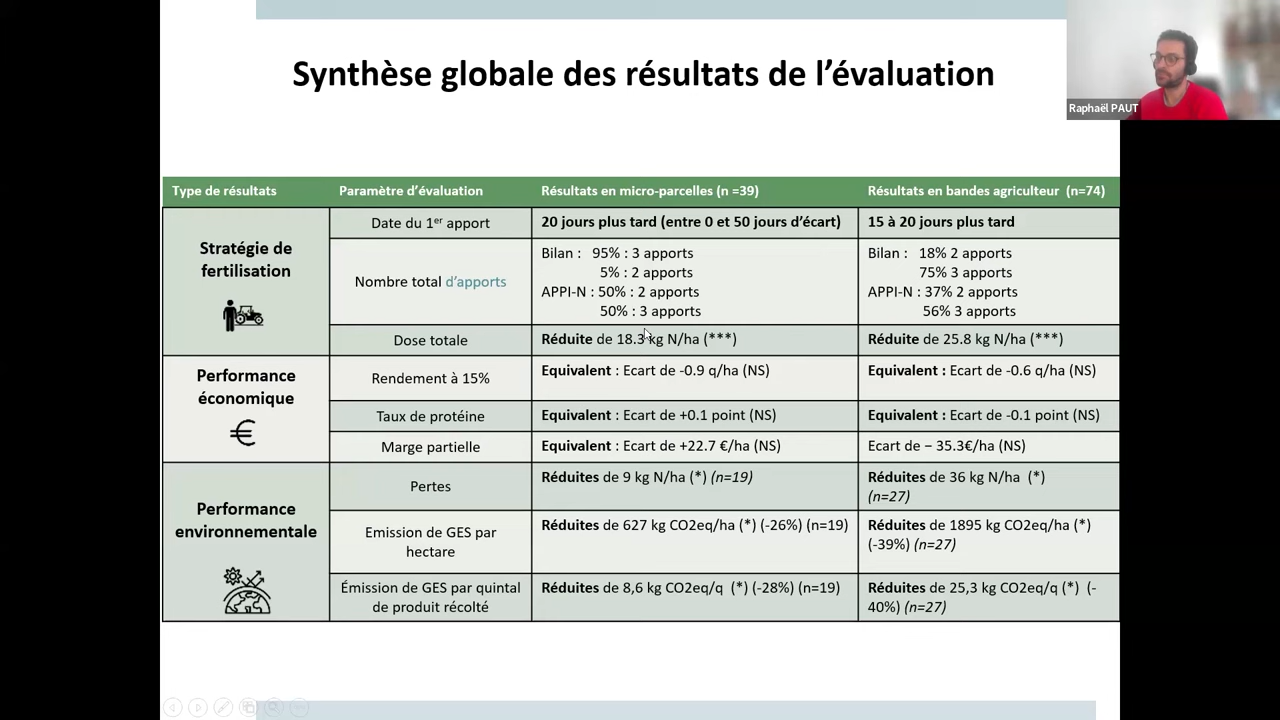 Synthèse globale des résultats de l'évaluation
Raphaël PAUT
Type de résultats
Paramètre d'évaluation
Résultats en micro-parcelles (n =39)
Résultats en bandes agriculteur (n=74)
Stratégie de
fertilisation
Date du 1er apport
20 jours plus tard (entre 0 et 50 jours d'écart)
15 à 20 jours plus tard
Nombre total d'apports
Bilan : 95% : 3 apports
5% : 2 apports
APPI-N : 50% : 2 apports
50% : 3 apports
Bilan : 18% 2 apports
75% 3 apports
APPI-N : 37% 2 apports
56% 3 apports
Dose totale
Réduite de 18.3 kg N/ha (***)
Réduite de 25.8 kg N/ha (***)
Performance
économique
Rendement à 15%
Equivalent : Ecart de -0.9 q/ha (NS)
Equivalent : Ecart de -0.6 q/ha (NS)
Taux de protéine
Equivalent : Ecart de +0.1 point (NS)
Equivalent : Ecart de -0.1 point (NS)
Marge partielle
Equivalent : Ecart de +22.7 €/ha (NS)
Ecart de − 35.3€/ha (NS)
Performance
environnementale
Pertes
Réduites de 9 kg N/ha (*) (n=19)
Réduites de 36 kg N/ha (*)
(n=27)
Emission de GES par
hectare
Réduites de 627 kg CO2eq/ha (*) (-26%) (n=19)
Réduites de 1895 kg CO2eq/ha (*)
(-39%) (n=27)
Émission de GES par quintal
de produit récolté
Réduites de 8,6 kg CO2eq/q (*) (-28%) (n=19)
Réduites de 25,3 kg CO2eq/q (*) (-
40%) (n=27)